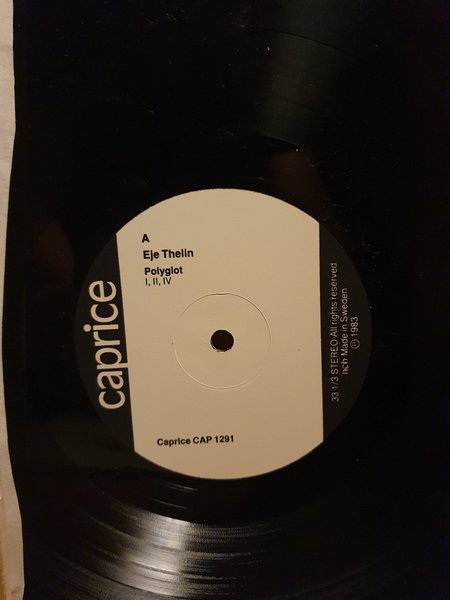 A
Eje Thelin
Polyglot
I, II, IV
caprice
Caprice CAP 1291
33 1/3 STEREO All rights reserved
ncb Made in Sweden
℗ 1983